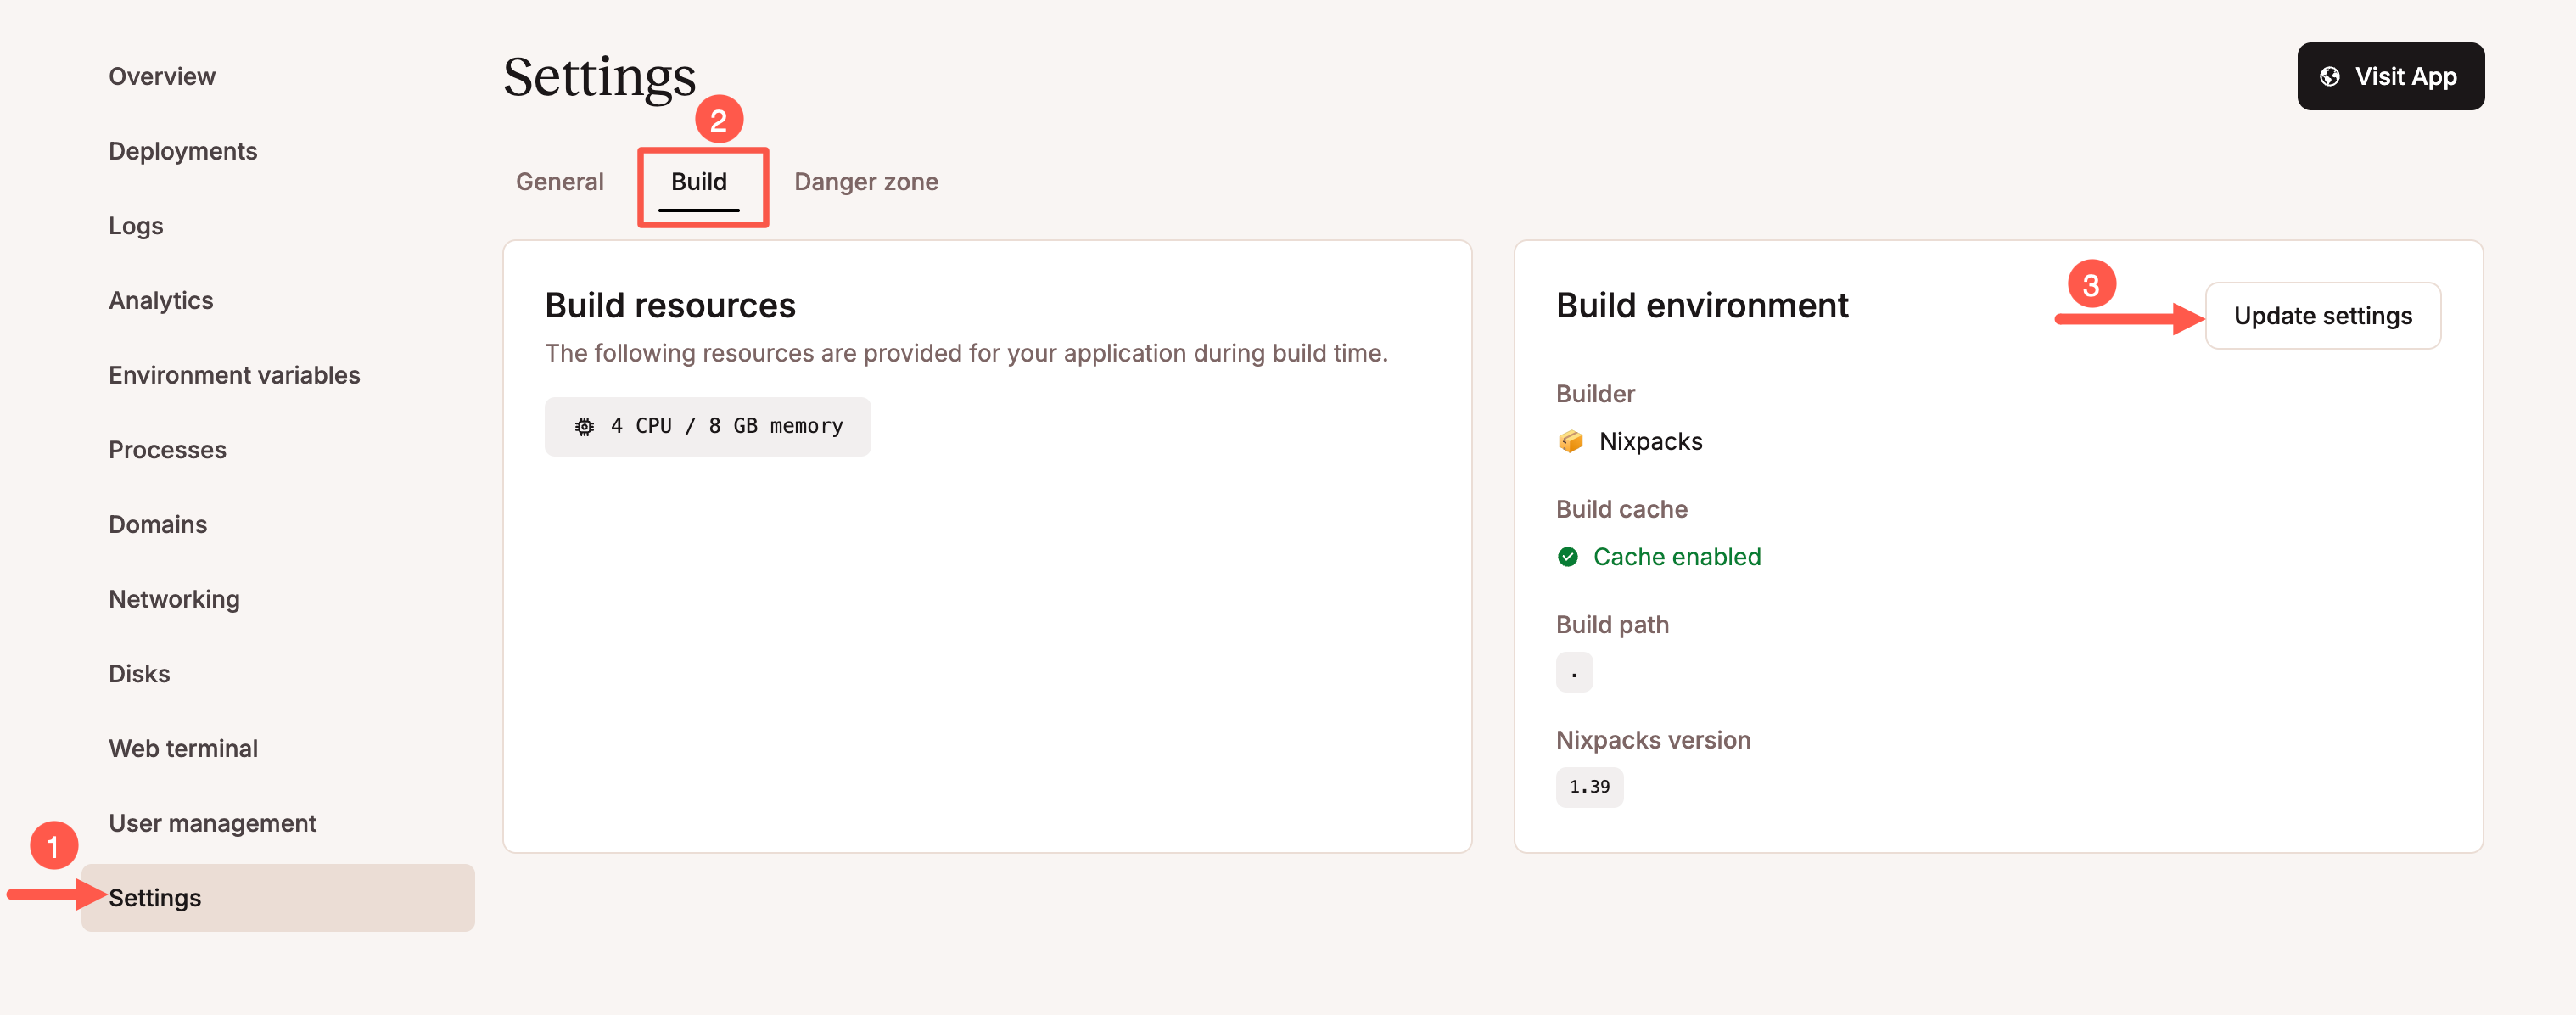 Overview
Deployments
Logs
Analytics
Environment variables
Processes
Domains
Networking
Disks
Web terminal
User management
1
Settings
Settings
Visit App
2
General
Build
Danger zone
Build resources
The following resources are provided for your application during build time.
4 CPU / 8 GB memory
Build environment
3
Update settings
Builder
Nixpacks
Build cache
Cache enabled
Build path
.
Nixpacks version
1.39